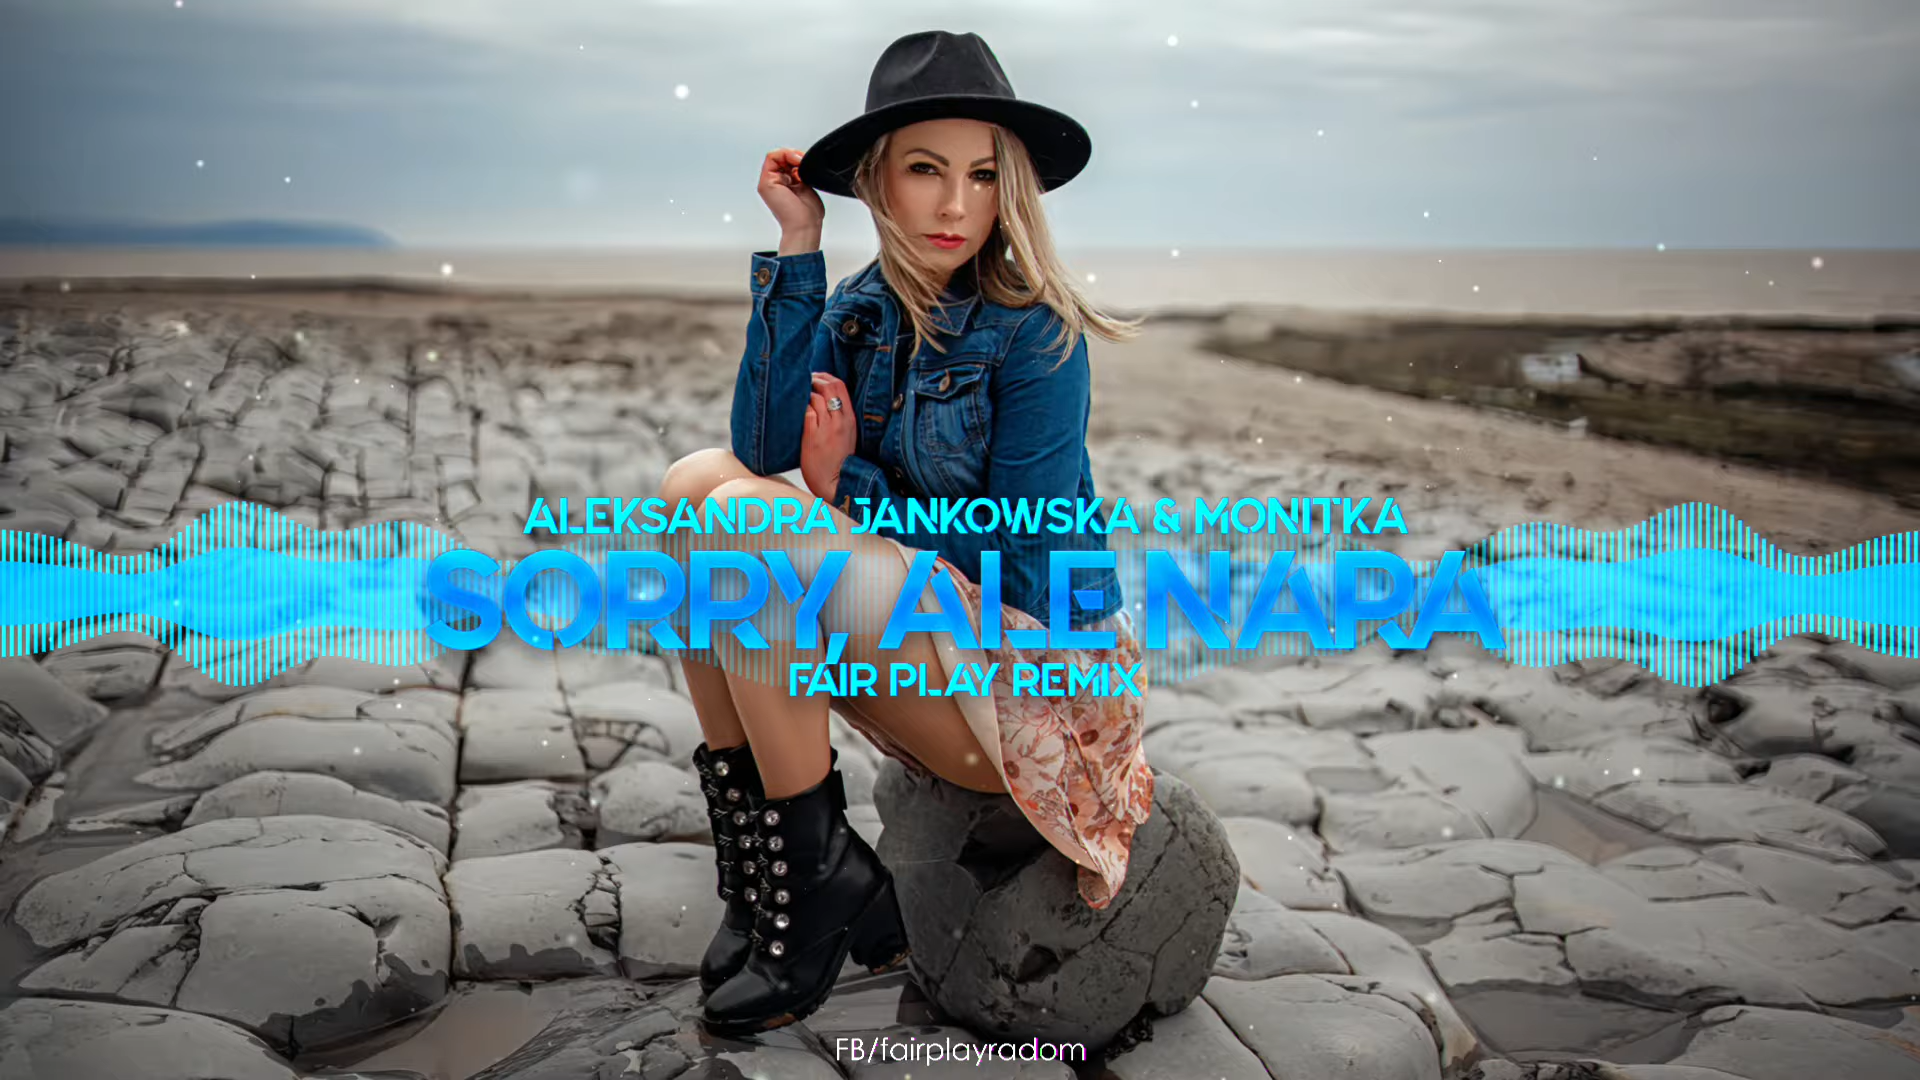 ALEKSANDRA JANKOWSKA & MONITKA
SORRY, ALE NARA
FAIR PLAY REMIX
FB/fairplayradom